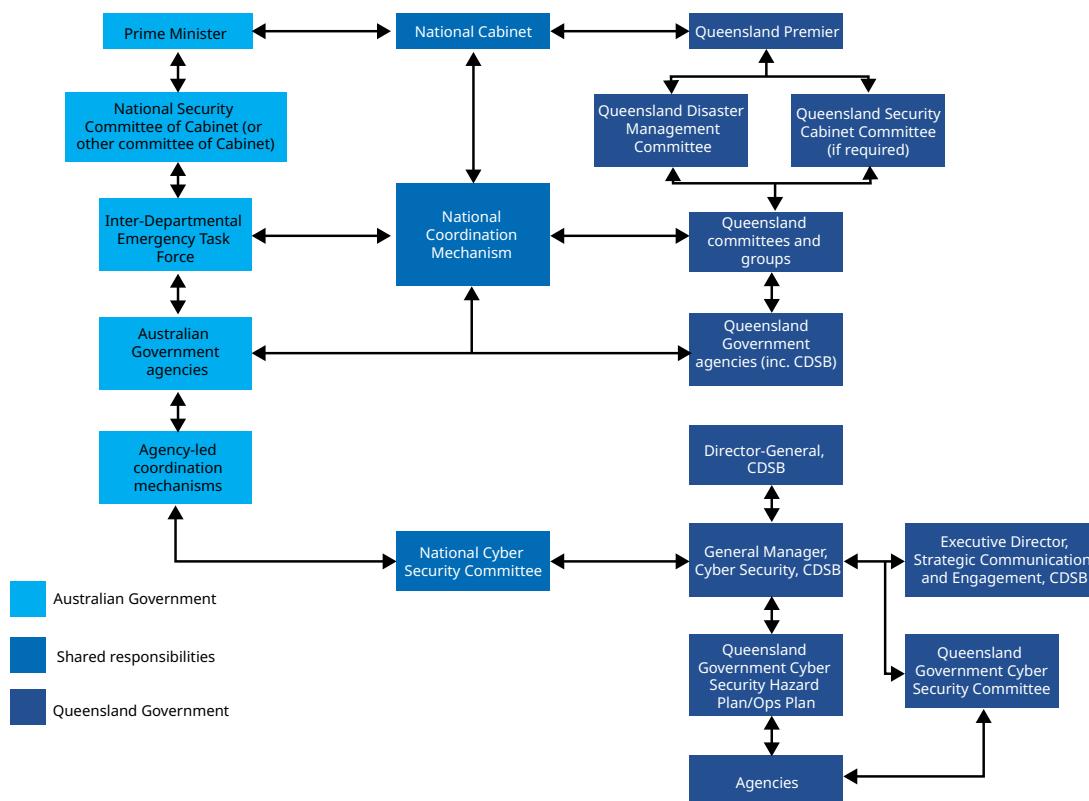 Prime Minister
National Cabinet
Queensland Premier
National Security
Committee of Cabinet (or
other committee of Cabinet)
Queensland Disaster
Management
Committee
Queensland Security
Cabinet Committee
(if required)
Inter-Departmental
Emergency Task
Force
National
Coordination
Mechanism
Queensland
committees and
groups
Australian
Government
agencies
Queensland
Government
agencies (inc. CDSB)
Agency-led
coordination
mechanisms
Director-General,
CDSB
National Cyber
Security Committee
General Manager,
Cyber Security, CDSB
Executive Director,
Strategic Communication
and Engagement, CDSB
Australian Government
Shared responsibilities
Queensland Government
Queensland
Government Cyber
Security Hazard
Plan/Ops Plan
Queensland
Government Cyber
Security Committee
Agencies